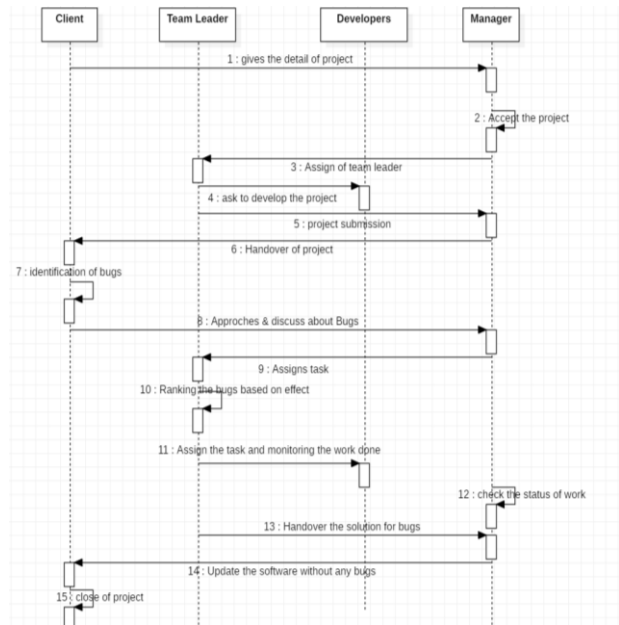 Client
Team Leader
Developers
Manager
1 : gives the detail of project
2 : Accept the project
3 : Assign of team leader
4 : ask to develop the project
5 : project submission
6 : Handover of project
7 : identification of bugs
8 : Approches & discuss about Bugs
9 : Assigns task
10 : Ranking the bugs based on effect
11 : Assign the task and monitoring the work done
12 : check the status of work
13 : Handover the solution for bugs
14 : Update the software without any bugs
15 : close of project